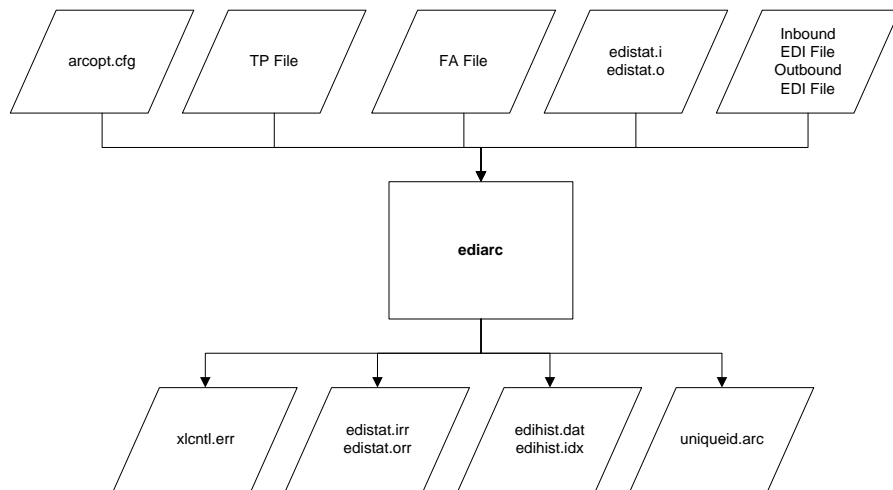 arcopt.cfg
TP File
FA File
edistat.i
edistat.o
Inbound
EDI File
Outbound
EDI File
ediarc
xlcntl.err
edistat.irr
edistat.orr
edihist.dat
edihist.idx
uniqueid.arc